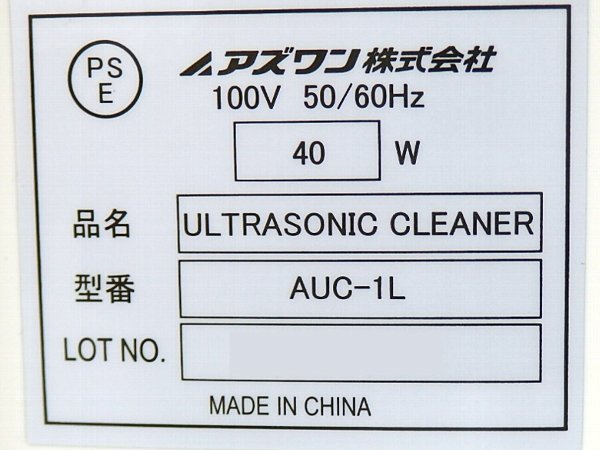 PS
E
アズワン株式会社
100V 50/60Hz
40 W
品名 ULTRASONIC CLEANER
型番 AUC-1L
LOT NO.
MADE IN CHINA